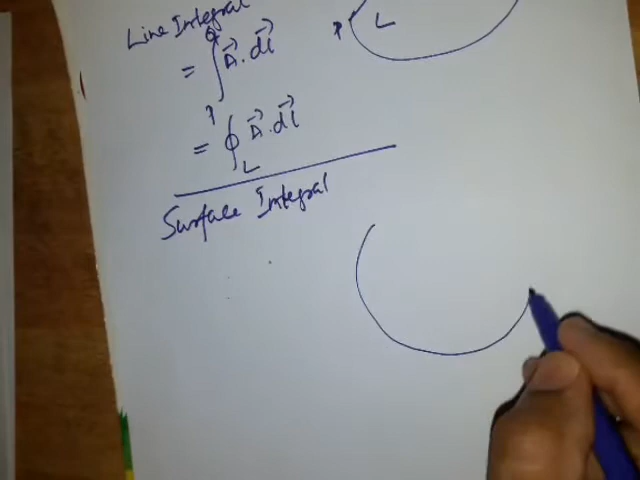 Line Integral
Q
= ∫ A⃗ . dl⃗
P
= ∮ A⃗ . dl⃗
L
Surface Integral
P L